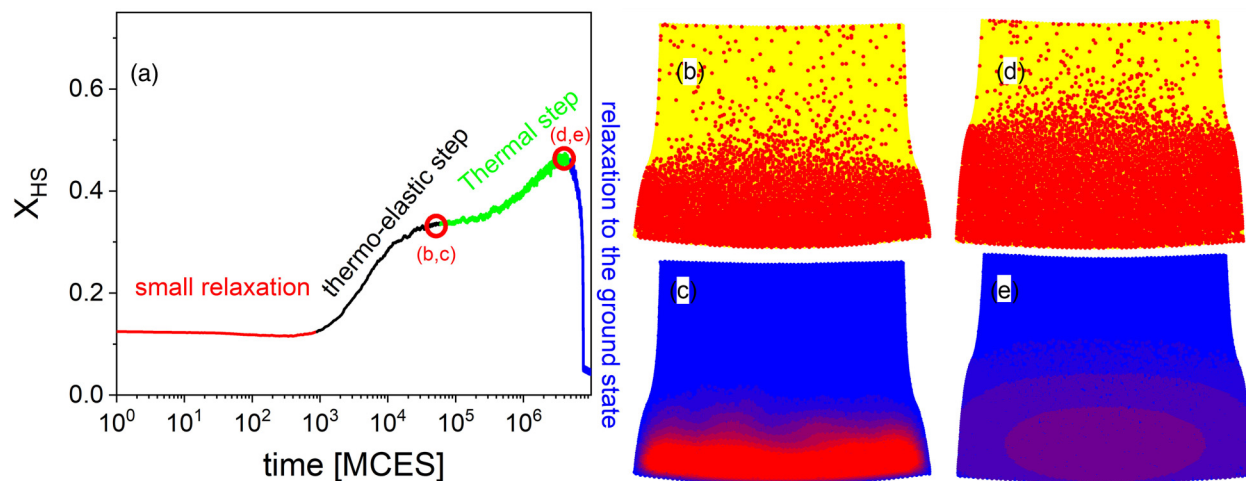 (a)
X_HS
0.6
0.4
0.2
0.0
small relaxation
thermo-elastic step
Thermal step
(b,c)
(d,e)
relaxation to the ground state
10^0
10^1
10^2
10^3
10^4
10^5
10^6
time [MCES]
(b)
(d)
(c)
(e)